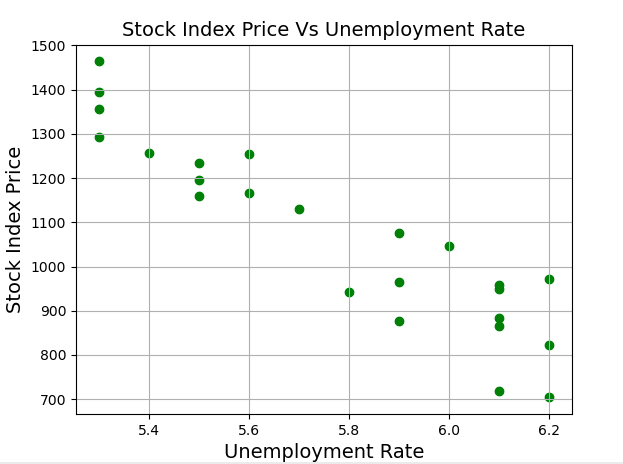 Stock Index Price Vs Unemployment Rate
1500
1400
1300
1200
1100
1000
900
800
700
Stock Index Price
5.4 5.6 5.8 6.0 6.2
Unemployment Rate